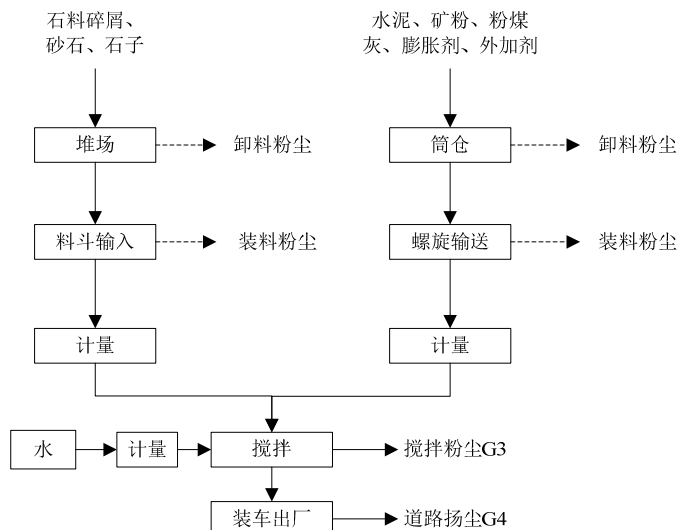 石料碎屑、
砂石、石子
水泥、矿粉、粉煤
灰、膨胀剂、外加剂
堆场
卸料粉尘
筒仓
卸料粉尘
料斗输入
装料粉尘
螺旋输送
装料粉尘
计量
计量
水
计量
搅拌
搅拌粉尘G3
装车出厂
道路扬尘G4